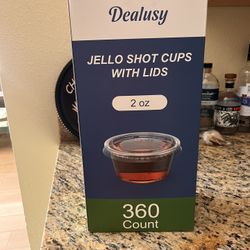 Dealusy
JELLO SHOT CUPS
WITH LIDS
2 oz
360
Count